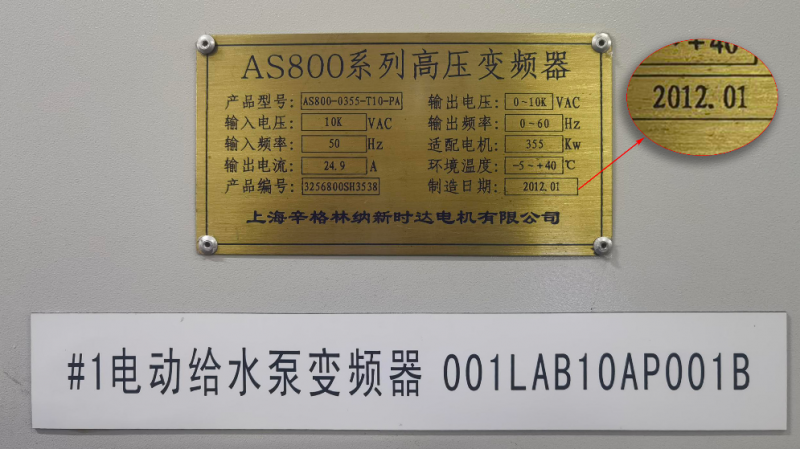 AS800系列高压变频器
产品型号: AS800-0355-T10-PA 输出电压: 0~10K VAC
输入电压: 10K VAC 输出频率: 0~60 Hz
输入频率: 50 Hz 适配电机: 355 Kw
输出电流: 24.9 A 环境温度: -5~+40 ℃
产品编号: 3256800SH3538 制造日期: 2012.01
上海辛格林纳新时达电机有限公司
+40
2012.01
#1电动给水泵变频器 001LAB10AP001B